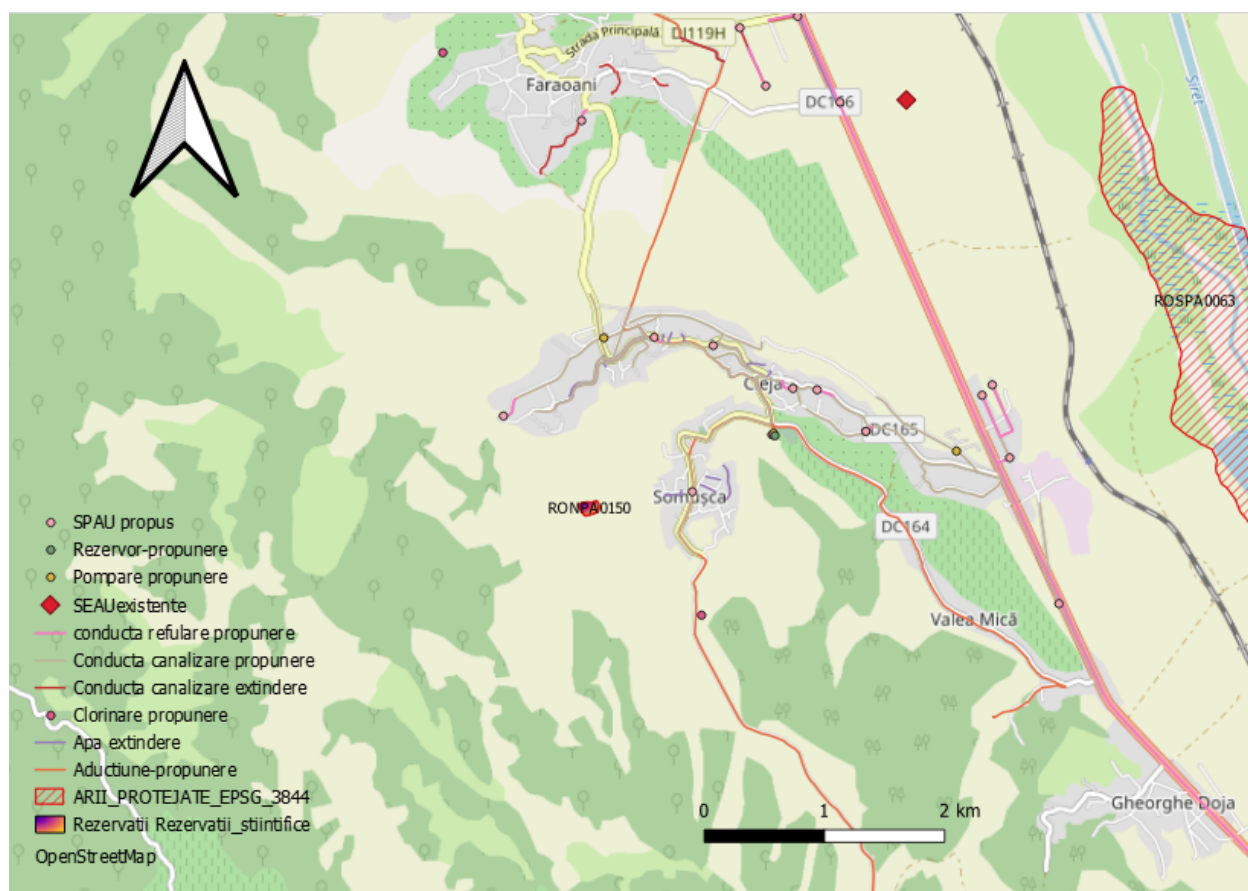 Strada Principală
DJ119H
Siret
Faraoani
DC166
ROSPA0063
Cleja
DC165
Somușca
RONPA0150
DC164
Valea Mică
Gheorghe Doja
SPAU propus
Rezervor-propunere
Pompare propunere
SEAUexistente
conducta refulare propunere
Conducta canalizare propunere
Conducta canalizare extindere
Clorinare propunere
Apa extindere
Aductiune-propunere
ARII_PROTEJATE_EPSG_3844
Rezervatii Rezervatii_stiintifice
OpenStreetMap
0 1 2 km